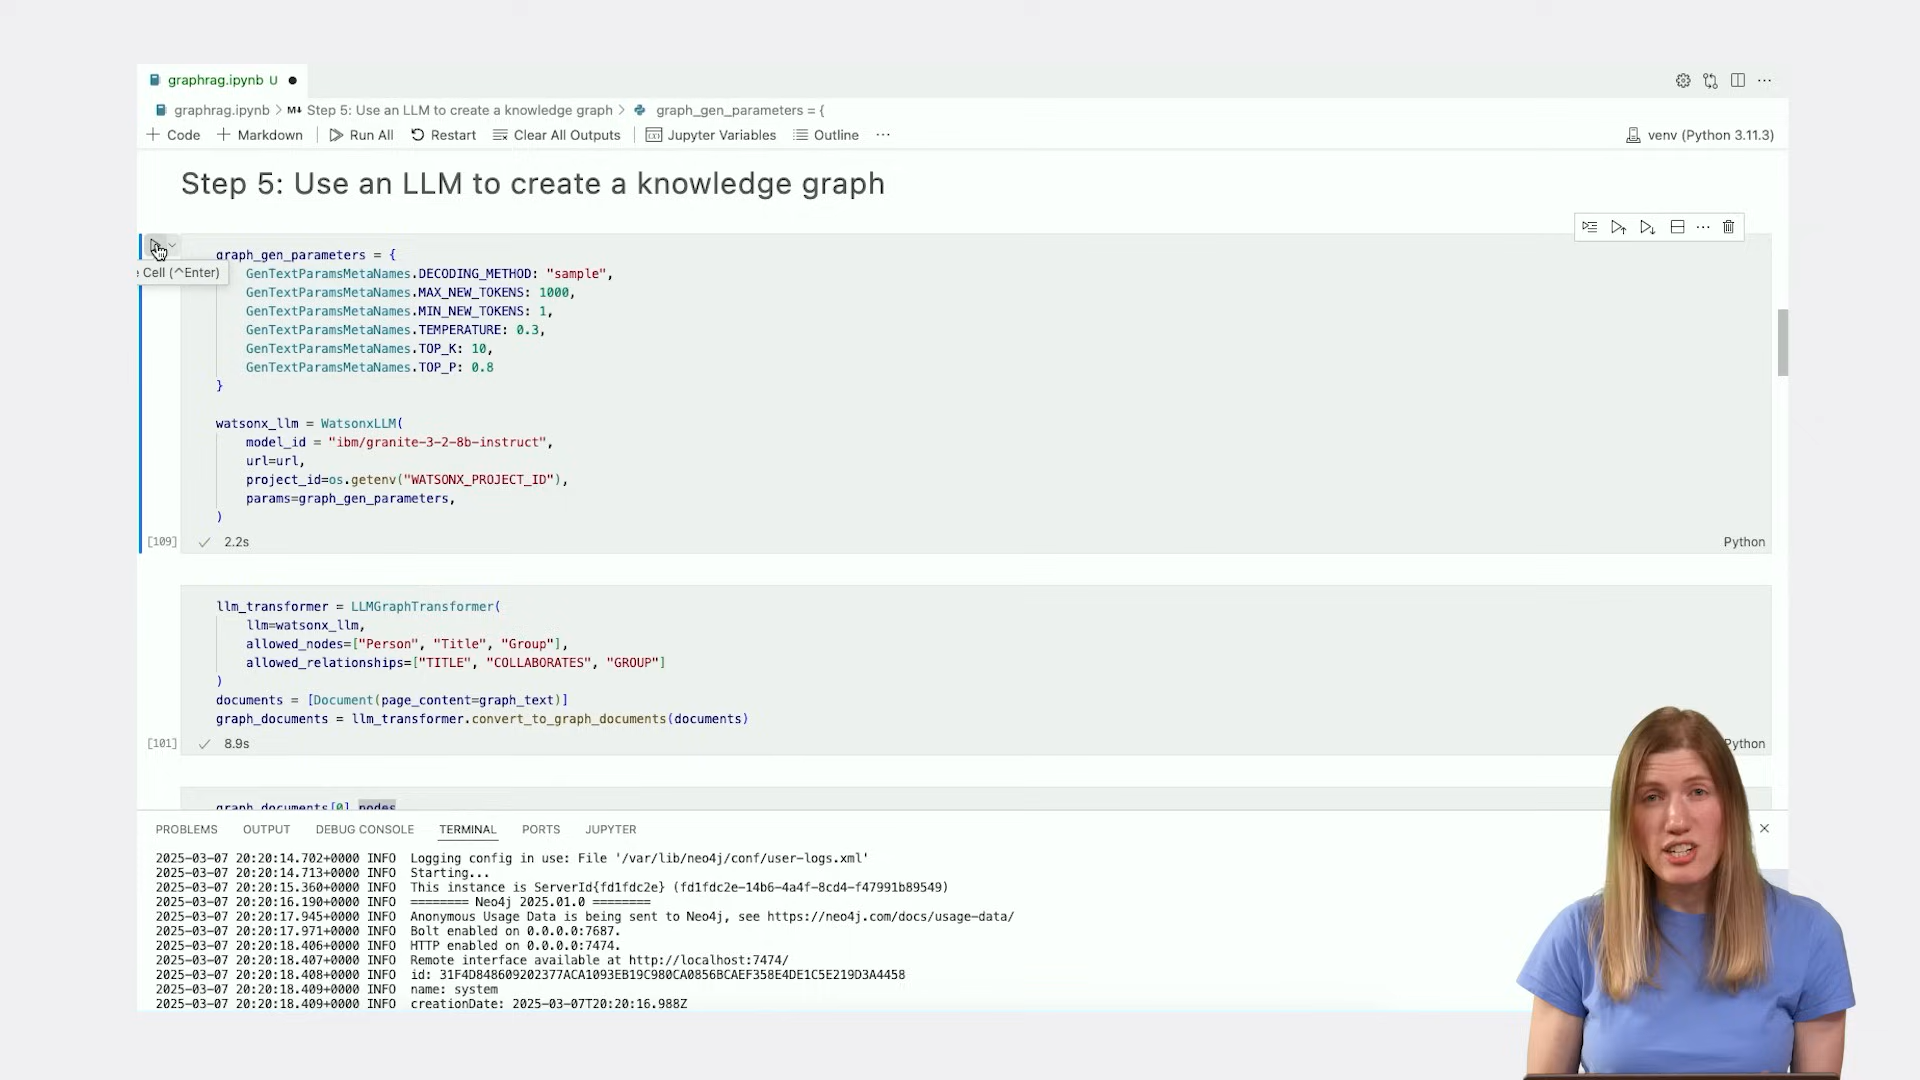 graphrag.ipynb U
graphrag.ipynb > M↓ Step 5: Use an LLM to create a knowledge graph > graph_gen_parameters = {
+ Code + Markdown Run All Restart Clear All Outputs Jupyter Variables Outline ... venv (Python 3.11.3)
Step 5: Use an LLM to create a knowledge graph
graph_gen_parameters = {
Cell (^Enter)
GenTextParamsMetaNames.DECODING_METHOD: "sample",
GenTextParamsMetaNames.MAX_NEW_TOKENS: 1000,
GenTextParamsMetaNames.MIN_NEW_TOKENS: 1,
GenTextParamsMetaNames.TEMPERATURE: 0.3,
GenTextParamsMetaNames.TOP_K: 10,
GenTextParamsMetaNames.TOP_P: 0.8
}
watsonx_llm = WatsonxLLM(
model_id = "ibm/granite-3-2-8b-instruct",
url=url,
project_id=os.getenv("WATSONX_PROJECT_ID"),
params=graph_gen_parameters,
)
[109] ✓ 2.2s Python
llm_transformer = LLMGraphTransformer(
llm=watsonx_llm,
allowed_nodes=["Person", "Title", "Group"],
allowed_relationships=["TITLE", "COLLABORATES", "GROUP"]
)
documents = [Document(page_content=graph_text)]
graph_documents = llm_transformer.convert_to_graph_documents(documents)
[101] ✓ 8.9s Python
graph_documents[0].nodes
PROBLEMS OUTPUT DEBUG CONSOLE TERMINAL PORTS JUPYTER
2025-03-07 20:20:14.702+0000 INFO Logging config in use: File '/var/lib/neo4j/conf/user-logs.xml'
2025-03-07 20:20:14.713+0000 INFO Starting...
2025-03-07 20:20:15.360+0000 INFO This instance is ServerId{fd1fdc2e} (fd1fdc2e-14b6-4a4f-8cd4-f47991b89549)
2025-03-07 20:20:16.190+0000 INFO ======== Neo4j 2025.01.0 ========
2025-03-07 20:20:17.945+0000 INFO Anonymous Usage Data is being sent to Neo4j, see https://neo4j.com/docs/usage-data/
2025-03-07 20:20:17.971+0000 INFO Bolt enabled on 0.0.0.0:7687.
2025-03-07 20:20:18.406+0000 INFO HTTP enabled on 0.0.0.0:7474.
2025-03-07 20:20:18.407+0000 INFO Remote interface available at http://localhost:7474/
2025-03-07 20:20:18.408+0000 INFO id: 31F4D848609202377ACA1093EB19C980CA0856BCAEF358E4DE1C5E219D3A4458
2025-03-07 20:20:18.409+0000 INFO name: system
2025-03-07 20:20:18.409+0000 INFO creationDate: 2025-03-07T20:20:16.988Z